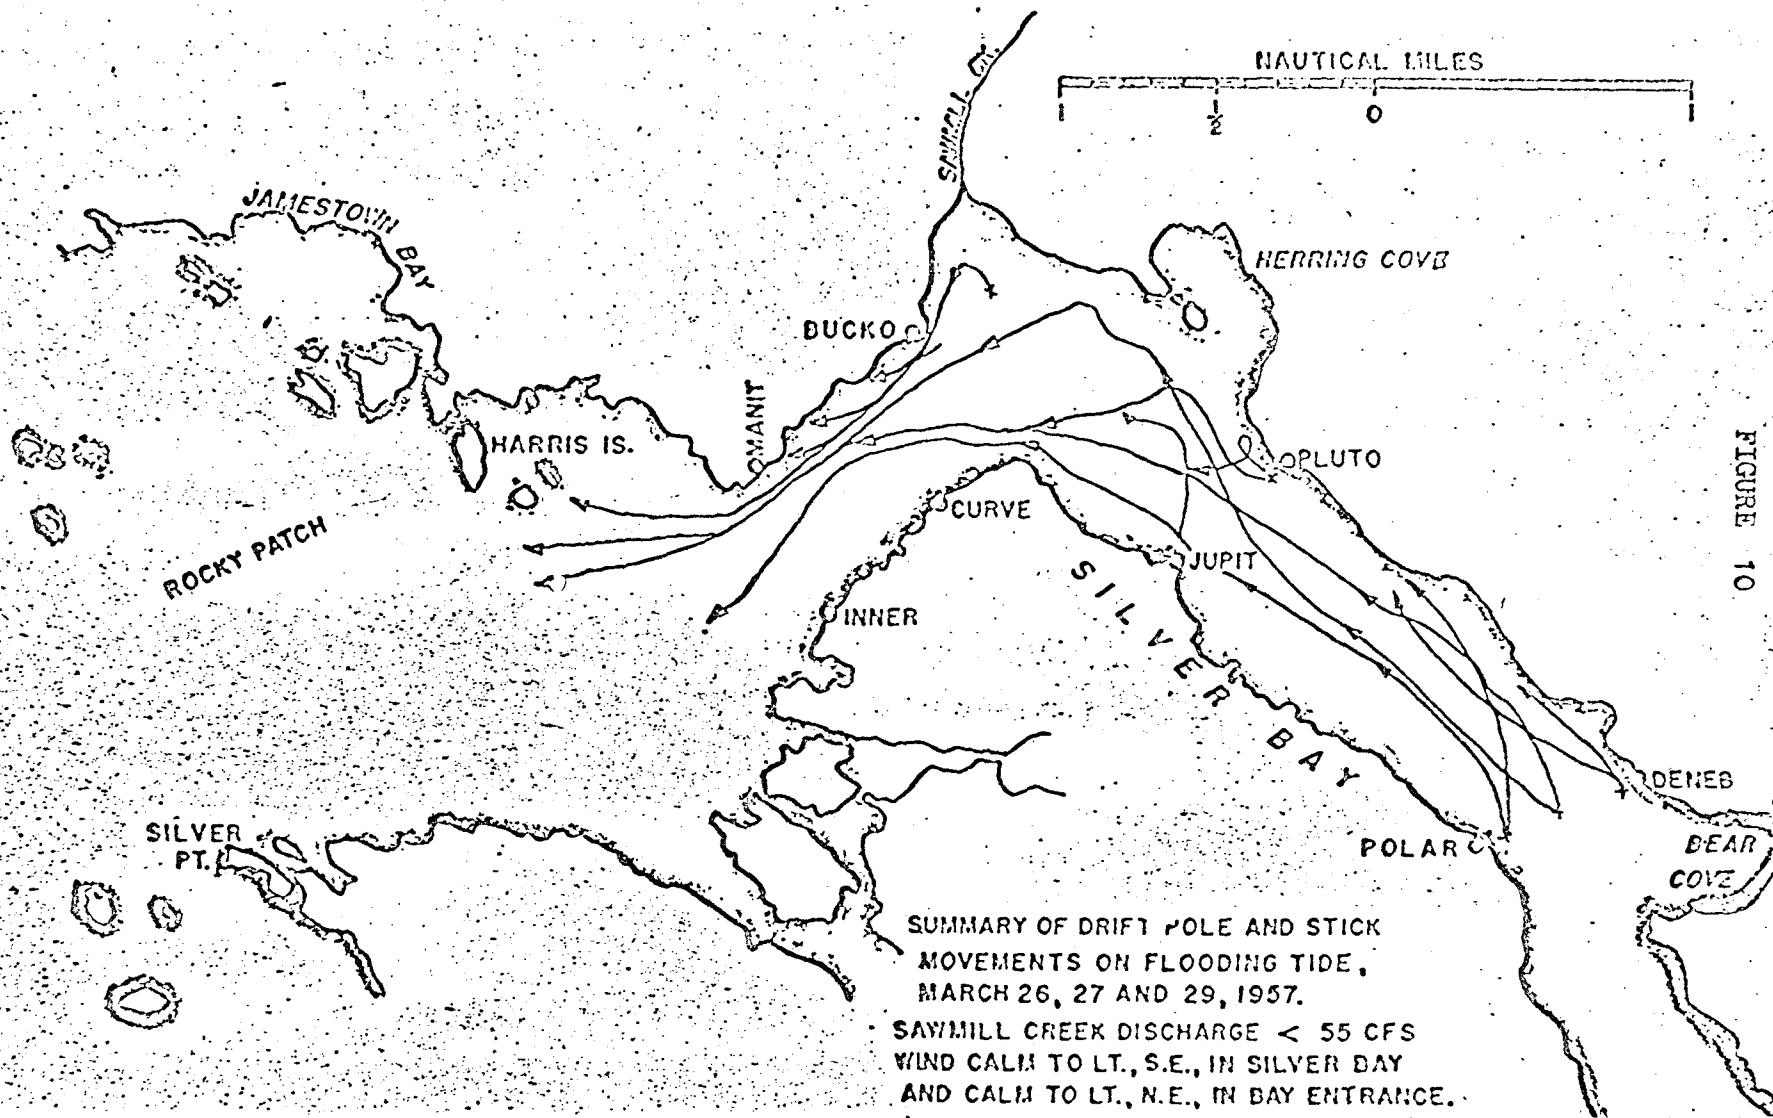 NAUTICAL MILES
1 ½ 0 1
SAWMILL CK.
JAMESTOWN BAY
HERRING COVE
BUCKO
MANIT
HARRIS IS.
PLUTO
CURVE
ROCKY PATCH
JUPIT
INNER
SILVER BAY
DENEB
SILVER
PT.
POLAR
BEAR
COVE
SUMMARY OF DRIFT POLE AND STICK
MOVEMENTS ON FLOODING TIDE,
MARCH 26, 27 AND 29, 1957.
SAWMILL CREEK DISCHARGE < 55 CFS
WIND CALM TO LT., S.E., IN SILVER BAY
AND CALM TO LT., N.E., IN BAY ENTRANCE.
FIGURE 10